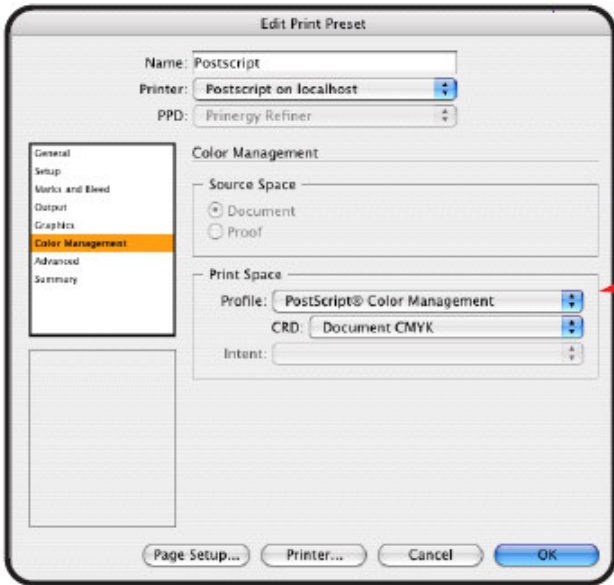 Edit Print Preset
Name: Postscript
Printer: Postscript on localhost
PPD: Prinergy Refiner
General
Setup
Marks and Bleed
Output
Graphics
Color Management
Advanced
Summary
Color Management
Source Space
Document
Proof
Print Space
Profile: PostScript® Color Management
CRD: Document CMYK
Intent:
Page Setup... Printer... Cancel OK